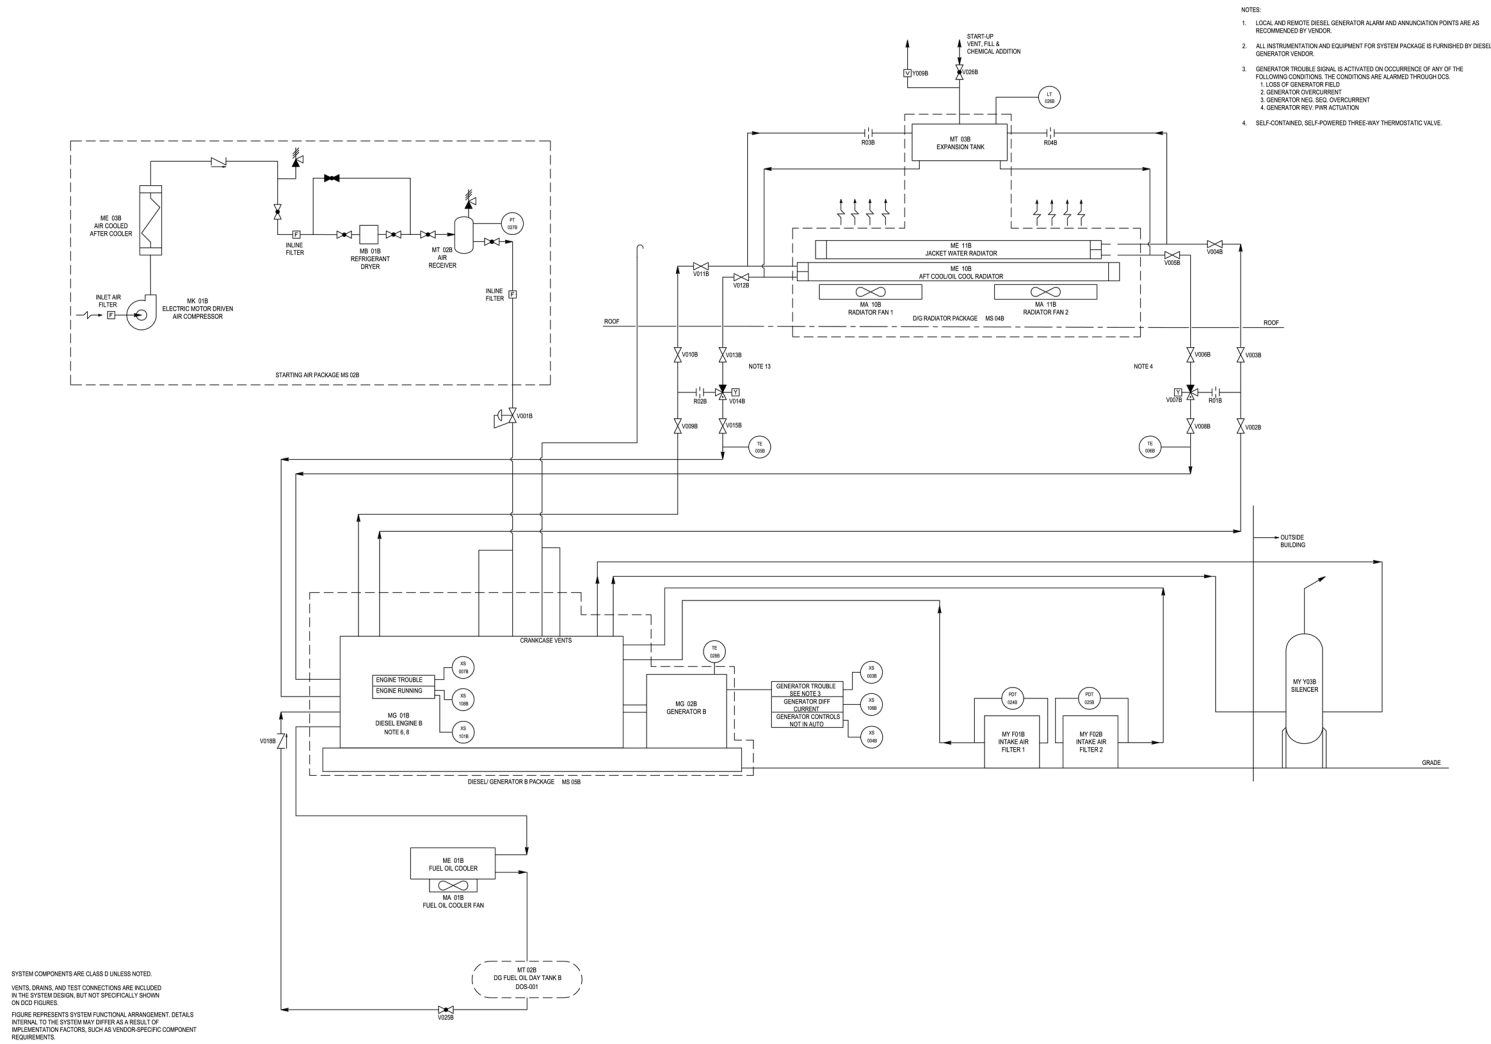 NOTES:
1. LOCAL AND REMOTE DIESEL GENERATOR ALARM AND ANNUNCIATION POINTS ARE AS
RECOMMENDED BY VENDOR.
2. ALL INSTRUMENTATION AND EQUIPMENT FOR SYSTEM PACKAGE IS FURNISHED BY DIESEL
GENERATOR VENDOR.
3. GENERATOR TROUBLE SIGNAL IS ACTIVATED ON OCCURRENCE OF ANY OF THE
FOLLOWING CONDITIONS. THE CONDITIONS ARE ALARMED THROUGH DCS.
1. LOSS OF GENERATOR FIELD
2. GENERATOR OVERCURRENT
3. GENERATOR NEG. SEQ. OVERCURRENT
4. GENERATOR REV. PWR ACTUATION
4. SELF-CONTAINED, SELF-POWERED THREE-WAY THERMOSTATIC VALVE.
START-UP
VENT, FILL &
CHEMICAL ADDITION
V
Y009B
V026B
LT
026B
R03B
MT 03B
EXPANSION TANK
R04B
ME 03B
AIR COOLED
AFTER COOLER
F
INLINE
FILTER
MB 01B
REFRIGERANT
DRYER
MT 02B
AIR
RECEIVER
PT
027B
INLINE
FILTER
F
INLET AIR
FILTER
F
MK 01B
ELECTRIC MOTOR DRIVEN
AIR COMPRESSOR
STARTING AIR PACKAGE MS 02B
ME 11B
JACKET WATER RADIATOR
ME 10B
AFT COOL/OIL COOL RADIATOR
MA 10B
RADIATOR FAN 1
MA 11B
RADIATOR FAN 2
D/G RADIATOR PACKAGE MS 04B
V004B
V005B
V011B
V012B
ROOF
ROOF
V010B
V013B
NOTE 13
NOTE 4
V006B
V003B
R02B
Y
V014B
Y
V007B
R01B
V009B
V015B
V008B
V002B
TE
TE
V001B
OUTSIDE
BUILDING
CRANKCASE VENTS
ENGINE TROUBLE
XS
007B
ENGINE RUNNING
XS
108B
MG 01B
DIESEL ENGINE B
NOTE 6, 8
XS
101B
TE
028B
MG 02B
GENERATOR B
GENERATOR TROUBLE
SEE NOTE 3
GENERATOR DIFF
CURRENT
GENERATOR CONTROLS
NOT IN AUTO
XS
003B
XS
106B
XS
004B
PDT
024B
PDT
MY F01B
INTAKE AIR
FILTER 1
MY F02B
INTAKE AIR
FILTER 2
MY Y03B
SILENCER
V018B
DIESEL/ GENERATOR B PACKAGE MS 05B
GRADE
ME 01B
FUEL OIL COOLER
MA 01B
FUEL OIL COOLER FAN
MT 02B
DG FUEL OIL DAY TANK B
DOS-001
V025B
SYSTEM COMPONENTS ARE CLASS D UNLESS NOTED.
VENTS, DRAINS, AND TEST CONNECTIONS ARE INCLUDED
IN THE SYSTEM DESIGN, BUT NOT SPECIFICALLY SHOWN
ON DCD FIGURES.
FIGURE REPRESENTS SYSTEM FUNCTIONAL ARRANGEMENT. DETAILS
INTERNAL TO THE SYSTEM MAY DIFFER AS A RESULT OF
IMPLEMENTATION FACTORS, SUCH AS VENDOR-SPECIFIC COMPONENT
REQUIREMENTS.